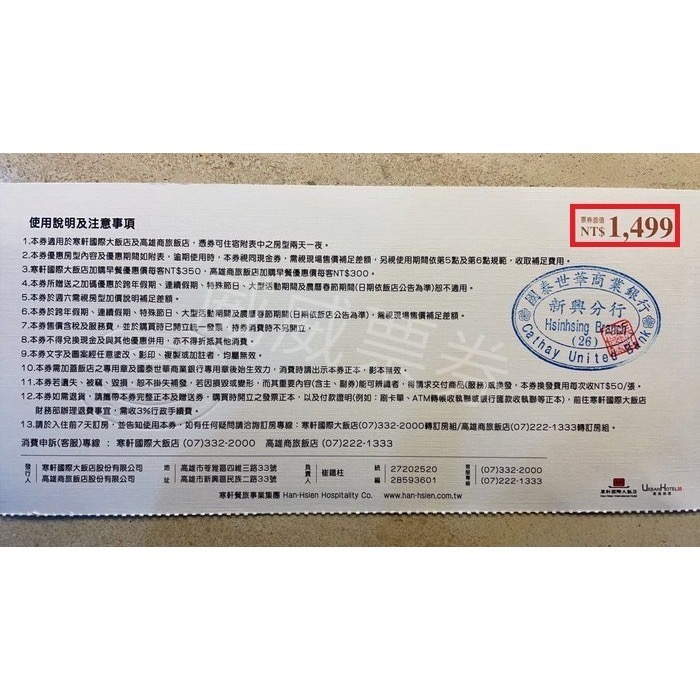 使用說明及注意事項
票券面價
NT$ 1,499
1.本券適用於寒軒國際大飯店及高雄商旅飯店，憑券可住宿附表中之房型兩天一夜。
2.本券優惠房型內容及優惠期間如附表，逾期使用時，本券視同現金券，需視現場售價補足差額，另視使用期間依第5點及第6點規範，收取補足費用。
3.寒軒國際大飯店加購早餐優惠價每客NT$350，高雄商旅飯店加購早餐優惠價每客NT$300。
4.本券所贈送之加碼優惠於跨年假期、連續假期、特殊節日、大型活動期間及農曆春節期間(日期依飯店公告為準)般不適用。
5.本券於週六需視房型加價說明補足差額。
6.本券於跨年假期、連續假期、特殊節日、大型活動期間及農曆春節期間(日期依飯店公告為準)，需視現場售價補足差額。
7.本券售價含稅及服務費，並在購買時已開立統一發票，持券消費時不另開立。
8.本券不得兌換現金及與其他優惠併用，亦不得折抵其他消費。
9.本券文字及圖案經任意塗改、影印、複製或加註者，均屬無效。
10.本券需加蓋飯店之專用章及國泰世華商業銀行專用章後始生效力，消費時請出示本券正本，影本無效。
11.本券若遺失、被竊、毀損，恕不掛失補發，若因損毀或變形，而其重要內容(含主、副券)能可辨識者，得請求交付商品(服務)或換發，本券換發費用每次收NT$50/張。
12.本券如需退貨，請攜帶本券完整正本及贈送券，購買時開立之發票正本，以及付款證明(例如：刷卡單、ATM轉帳收執聯或銀行匯款收執聯等正本)，前往寒軒國際大飯店
財務部辦理退費事宜，需收3%行政手續費。
13.請於入住前7天訂房，並告知使用本券，如有任何疑問請洽詢訂房專線：寒軒國際大飯店(07)332-2000轉訂房組/高雄商旅飯店(07)222-1333轉訂房組。
消費申訴(客服)專線：寒軒國際大飯店 (07)332-2000 高雄商旅飯店 (07)222-1333
發行人 寒軒國際大飯店股份有限公司 地址 高雄市苓雅區四維三路33號 負責人 崔鐵柱 統編 27202520 客服專線 (07)332-2000
高雄商旅飯店股份有限公司 高雄市新興區民族二路33號 28593601 (07)222-1333
寒軒餐旅事業集團 Han-Hsien Hospitality Co. www.han-hsien.com.tw
國泰世華商業銀行
新興分行
Hsinhsing Branch
(26)
Cathay United Bank
寒軒國際大飯店
URBAN HOTEL33
高雄商旅